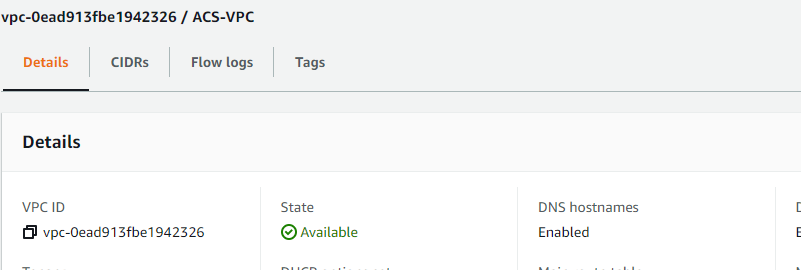 vpc-0ead913fbe1942326 / ACS-VPC
Details CIDRs Flow logs Tags
Details
VPC ID State DNS hostnames
vpc-0ead913fbe1942326 Available Enabled